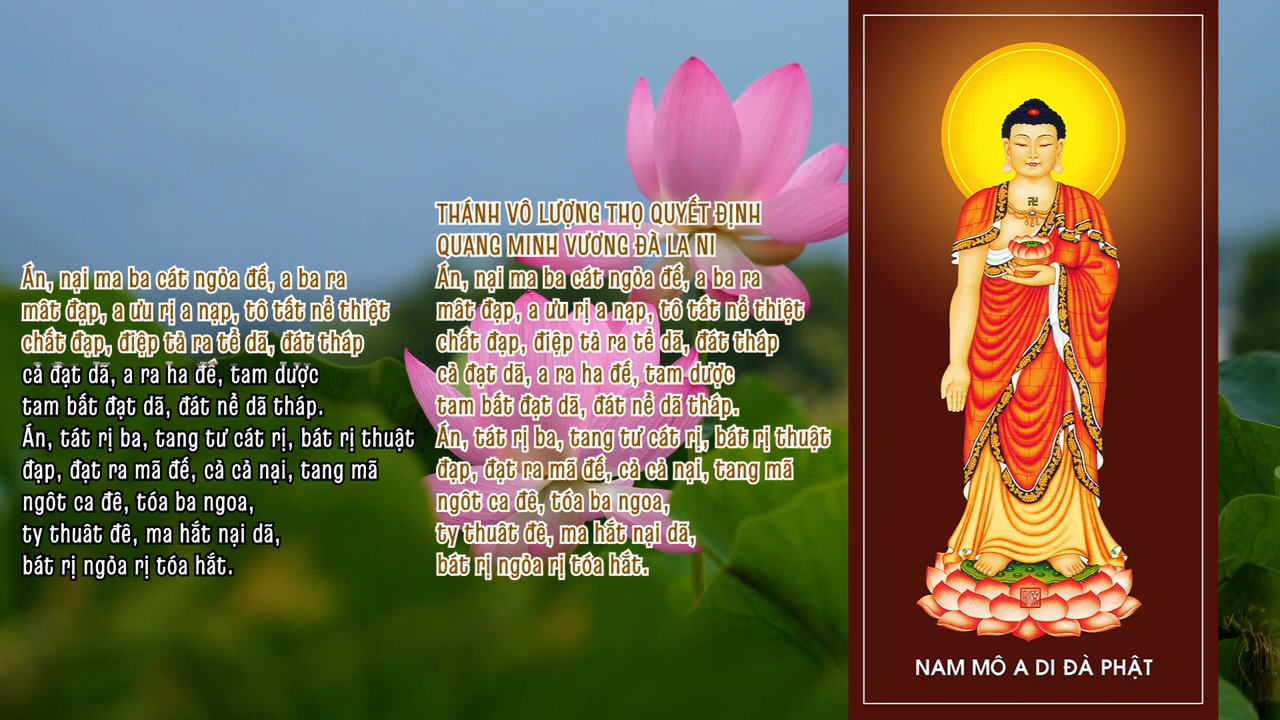 Án, nại ma ba cát ngỏa đế, a ba ra
mật đạp, a ưu rị a nạp, tô tất nể thiệt
chất đạp, điệp tả ra tể dã, đát tháp
cả đạt dã, a ra ha đế, tam dược
tam bất đạt dã, đát nể dã tháp.
Án, tát rị ba, tang tư cát rị, bát rị thuật
đạp, đạt ra mã đế, cả cả nại, tang mã
ngôt ca đê, tóa ba ngoa,
ty thuât đê, ma hắt nại dã,
bát rị ngỏa rị tóa hắt.
THÁNH VÔ LƯỢNG THỌ QUYẾT ĐỊNH
QUANG MINH VƯƠNG ĐÀ LA NI
Án, nại ma ba cát ngỏa đế, a ba ra
mât đạp, a ưu rị a nạp, tô tất nể thiệt
chất đạp, điệp tả ra tể dã, đát tháp
cả đạt dã, a ra ha đế, tam dược
tam bất đạt dã, đát nể dã tháp.
Án, tát rị ba, tang tư cát rị, bát rị thuật
đạp, đạt ra mã đế, cả cả nại, tang mã
ngôt ca đê, tóa ba ngoa,
ty thuât đê, ma hắt nại dã,
bát rị ngỏa rị tóa hắt.
卍
NAM MÔ A DI ĐÀ PHẬT